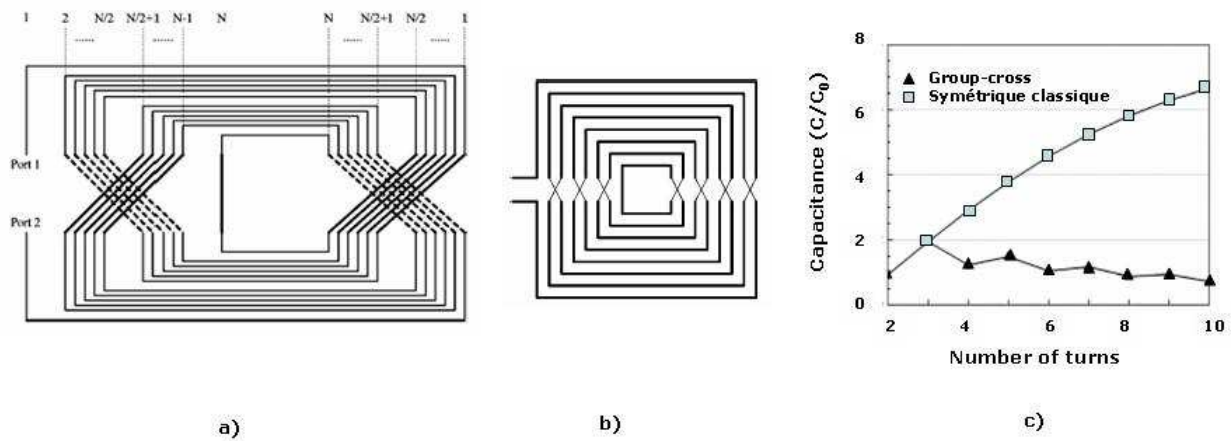 1 2 N/2 N/2+1 N-1 N N N/2+1 N/2 1
...... ...... ...... ......
Port 1
Port 2
a)
b)
8
6
4
2
0
2 4 6 8 10
Capacitance (C/C₀)
Group-cross
Symétrique classique
Number of turns
c)